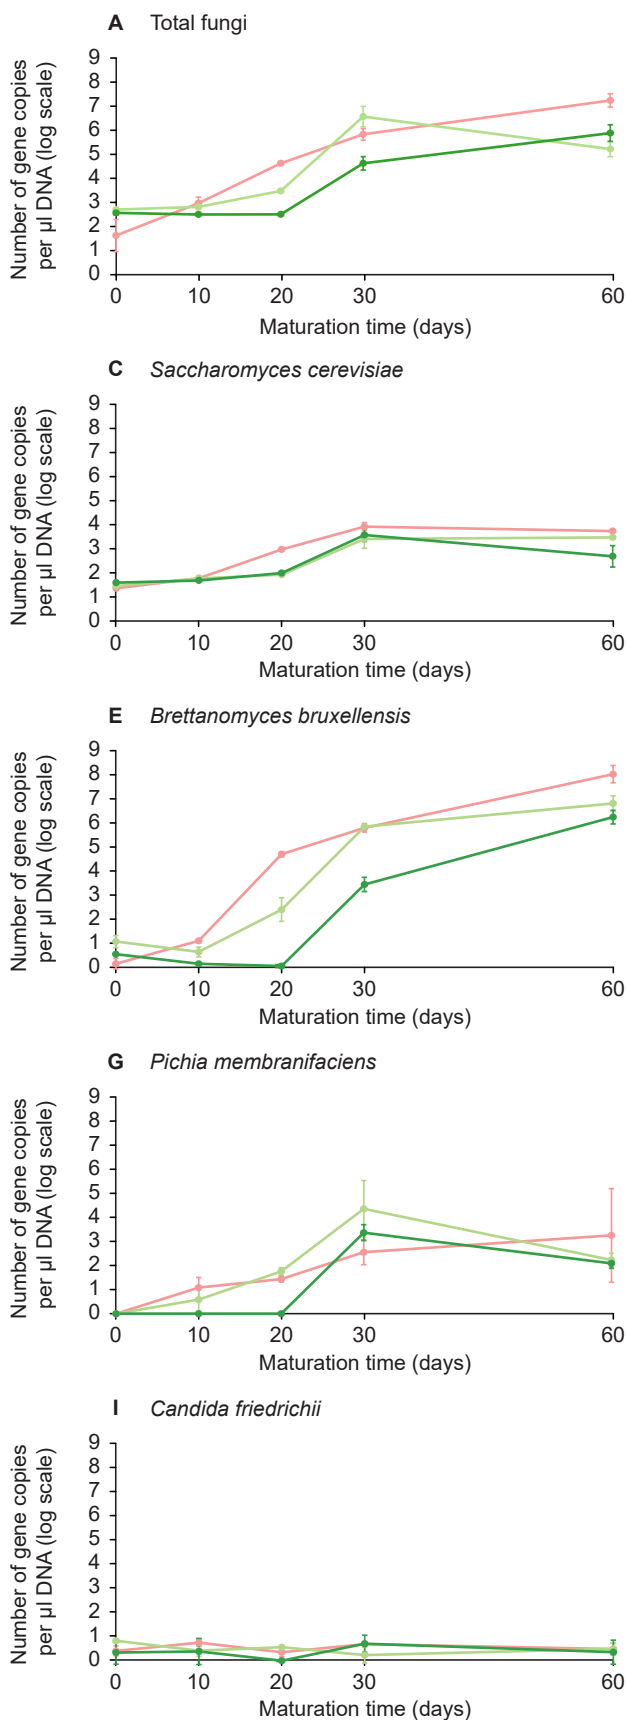 A Total fungi
Number of gene copies
per µl DNA (log scale)
9
8
7
6
5
4
3
2
1
0
0 10 20 30 60
Maturation time (days)
C Saccharomyces cerevisiae
Number of gene copies
per µl DNA (log scale)
9
8
7
6
5
4
3
2
1
0
0 10 20 30 60
Maturation time (days)
E Brettanomyces bruxellensis
Number of gene copies
per µl DNA (log scale)
9
8
7
6
5
4
3
2
1
0
0 10 20 30 60
Maturation time (days)
G Pichia membranifaciens
Number of gene copies
per µl DNA (log scale)
9
8
7
6
5
4
3
2
1
0
0 10 20 30 60
Maturation time (days)
I Candida friedrichii
Number of gene copies
per µl DNA (log scale)
9
8
7
6
5
4
3
2
1
0
0 10 20 30 60
Maturation time (days)